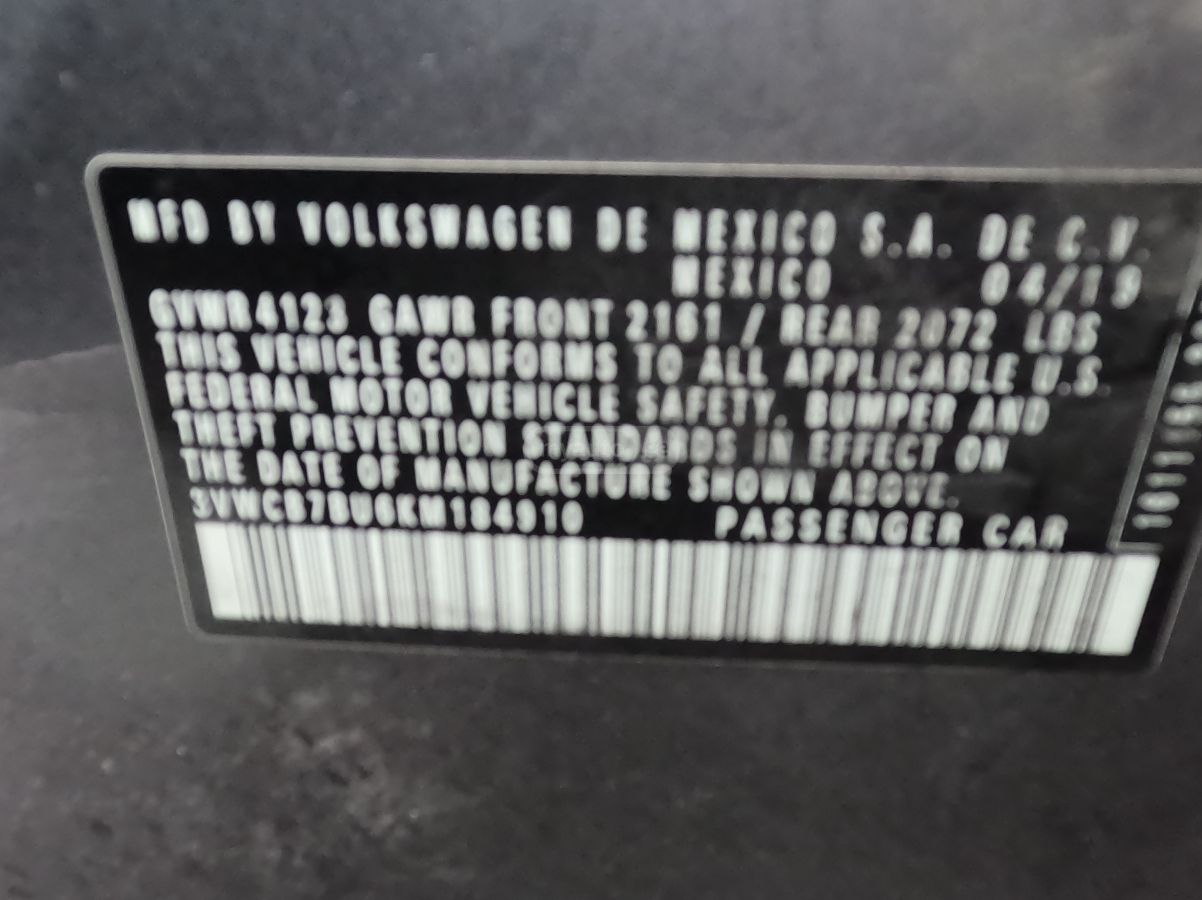 MFD BY VOLKSWAGEN DE MEXICO S.A. DE C.V.
MEXICO 04/19
GVWR 4123 GAWR FRONT 2161 / REAR 2072 LBS
THIS VEHICLE CONFORMS TO ALL APPLICABLE U.S.
FEDERAL MOTOR VEHICLE SAFETY, BUMPER AND
THEFT PREVENTION STANDARDS IN EFFECT ON
THE DATE OF MANUFACTURE SHOWN ABOVE.
3VWCB7BU6KM184910 PASSENGER CAR